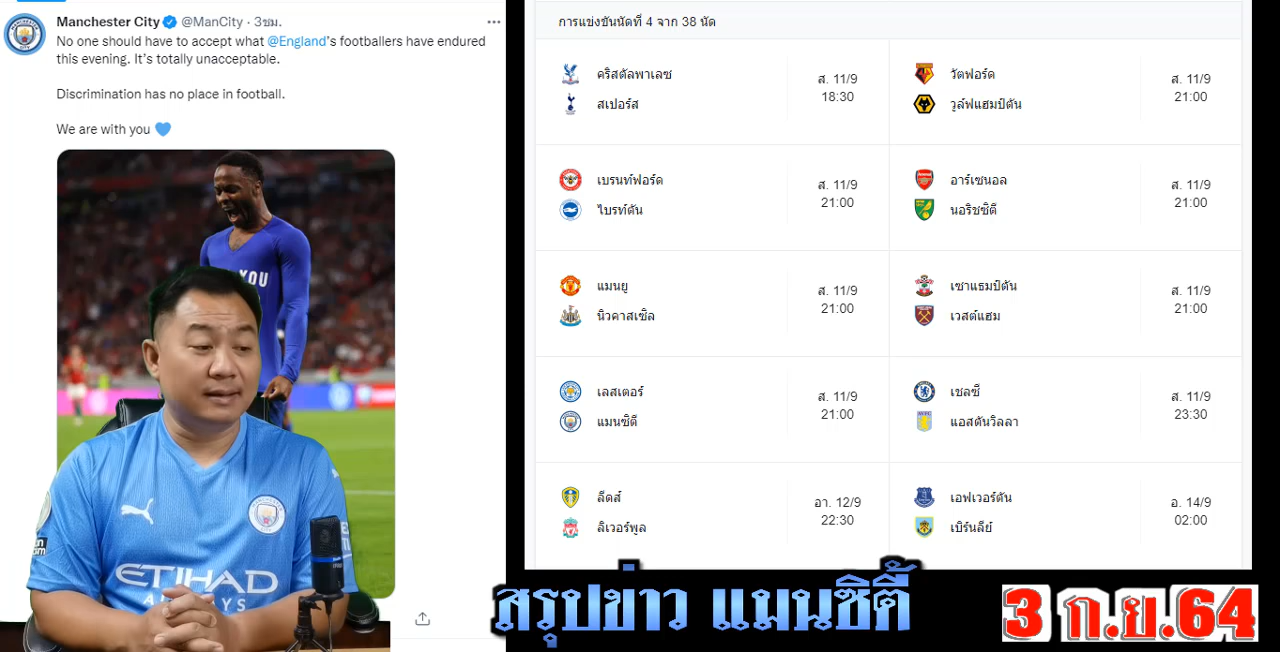 Manchester City @ManCity · 3ชม.
No one should have to accept what @England's footballers have endured
this evening. It's totally unacceptable.
Discrimination has no place in football.
We are with you 💙
YOU
ETIHAD
AIRWAYS
การแข่งขันนัดที่ 4 จาก 38 นัด
คริสตัลพาเลซ
สเปอร์ส
ส. 11/9
18:30
วัตฟอร์ด
วูล์ฟแฮมป์ตัน
ส. 11/9
21:00
เบรนท์ฟอร์ด
ไบรท์ตัน
ส. 11/9
21:00
อาร์เซนอล
นอริชซิตี
ส. 11/9
21:00
แมนยู
นิวคาสเซิล
ส. 11/9
21:00
เซาแธมป์ตัน
เวสต์แฮม
ส. 11/9
21:00
เลสเตอร์
แมนซิตี
ส. 11/9
21:00
เชลซี
แอสตันวิลลา
ส. 11/9
23:30
ลีดส์
ลิเวอร์พูล
อา. 12/9
22:30
เอฟเวอร์ตัน
เบิร์นลีย์
อ. 14/9
02:00
สรุปข่าว แมนซิตี้
3 ก.ย.64